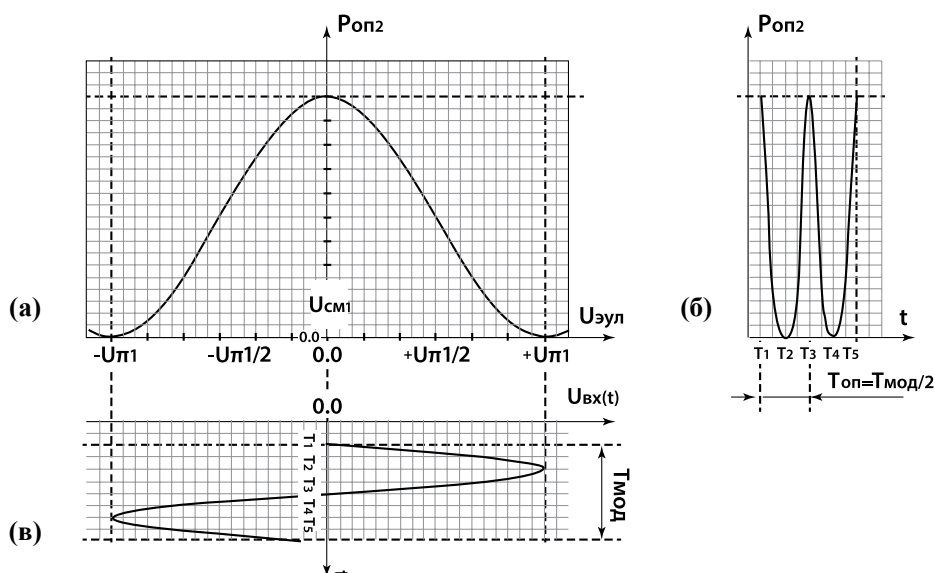 Pоп2
(а)
Uсм1
Uэул
0.0
-Uπ1
-Uπ1/2
0.0
+Uπ1/2
+Uπ1
Pоп2
(б)
t
T1 T2 T3 T4 T5
Tоп=Tмод/2
0.0
Uвх(t)
(в)
T1 T2 T3 T4 T5
Tмод